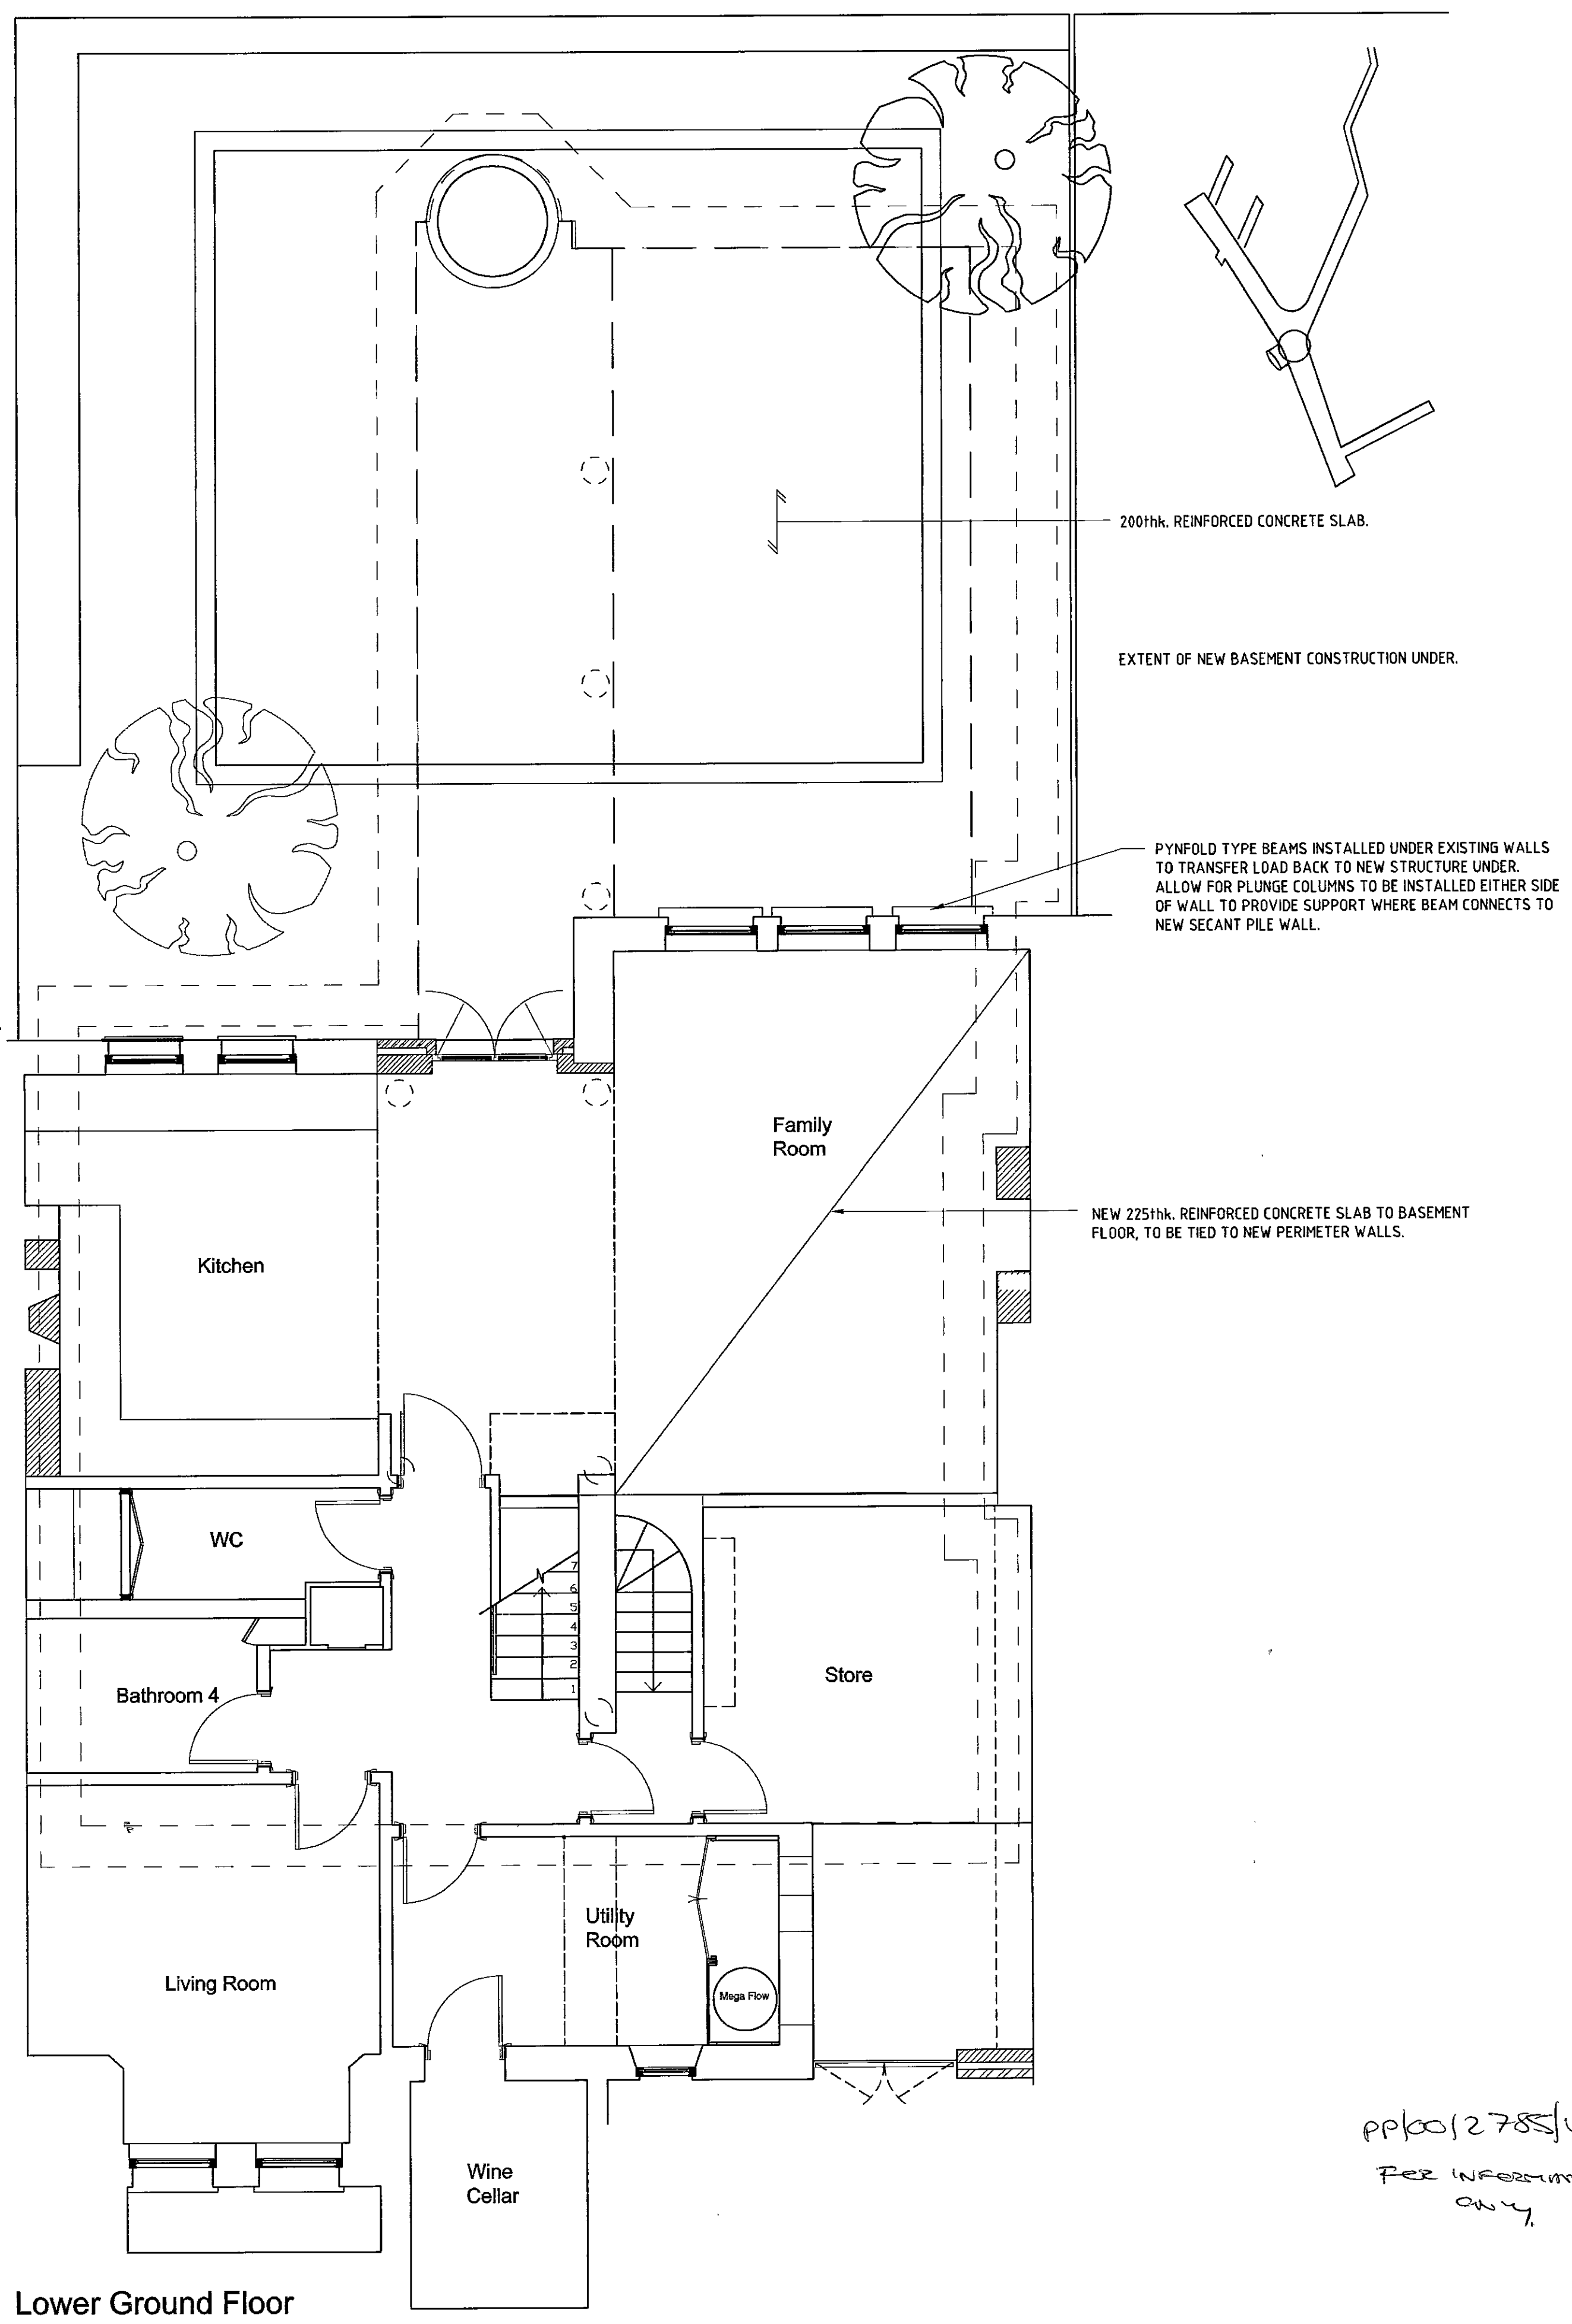 200thk. REINFORCED CONCRETE SLAB.
EXTENT OF NEW BASEMENT CONSTRUCTION UNDER.
PYNFOLD TYPE BEAMS INSTALLED UNDER EXISTING WALLS
TO TRANSFER LOAD BACK TO NEW STRUCTURE UNDER.
ALLOW FOR PLUNGE COLUMNS TO BE INSTALLED EITHER SIDE
OF WALL TO PROVIDE SUPPORT WHERE BEAM CONNECTS TO
NEW SECANT PILE WALL.
Family
Room
NEW 225thk. REINFORCED CONCRETE SLAB TO BASEMENT
FLOOR, TO BE TIED TO NEW PERIMETER WALLS.
Kitchen
WC
7
6
5
4
3
2
1
Bathroom 4
Store
Utility
Room
Living Room
Mega Flow
Wine
Cellar
PP/00/2785/
FOR
ONLY.
Lower Ground Floor